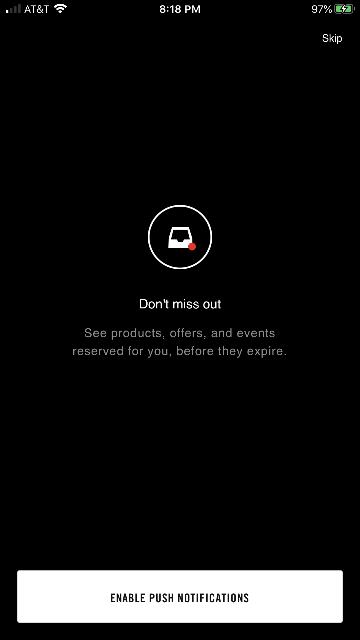 AT&T 8:18 PM 97%
Skip
Don't miss out
See products, offers, and events
reserved for you, before they expire.
ENABLE PUSH NOTIFICATIONS